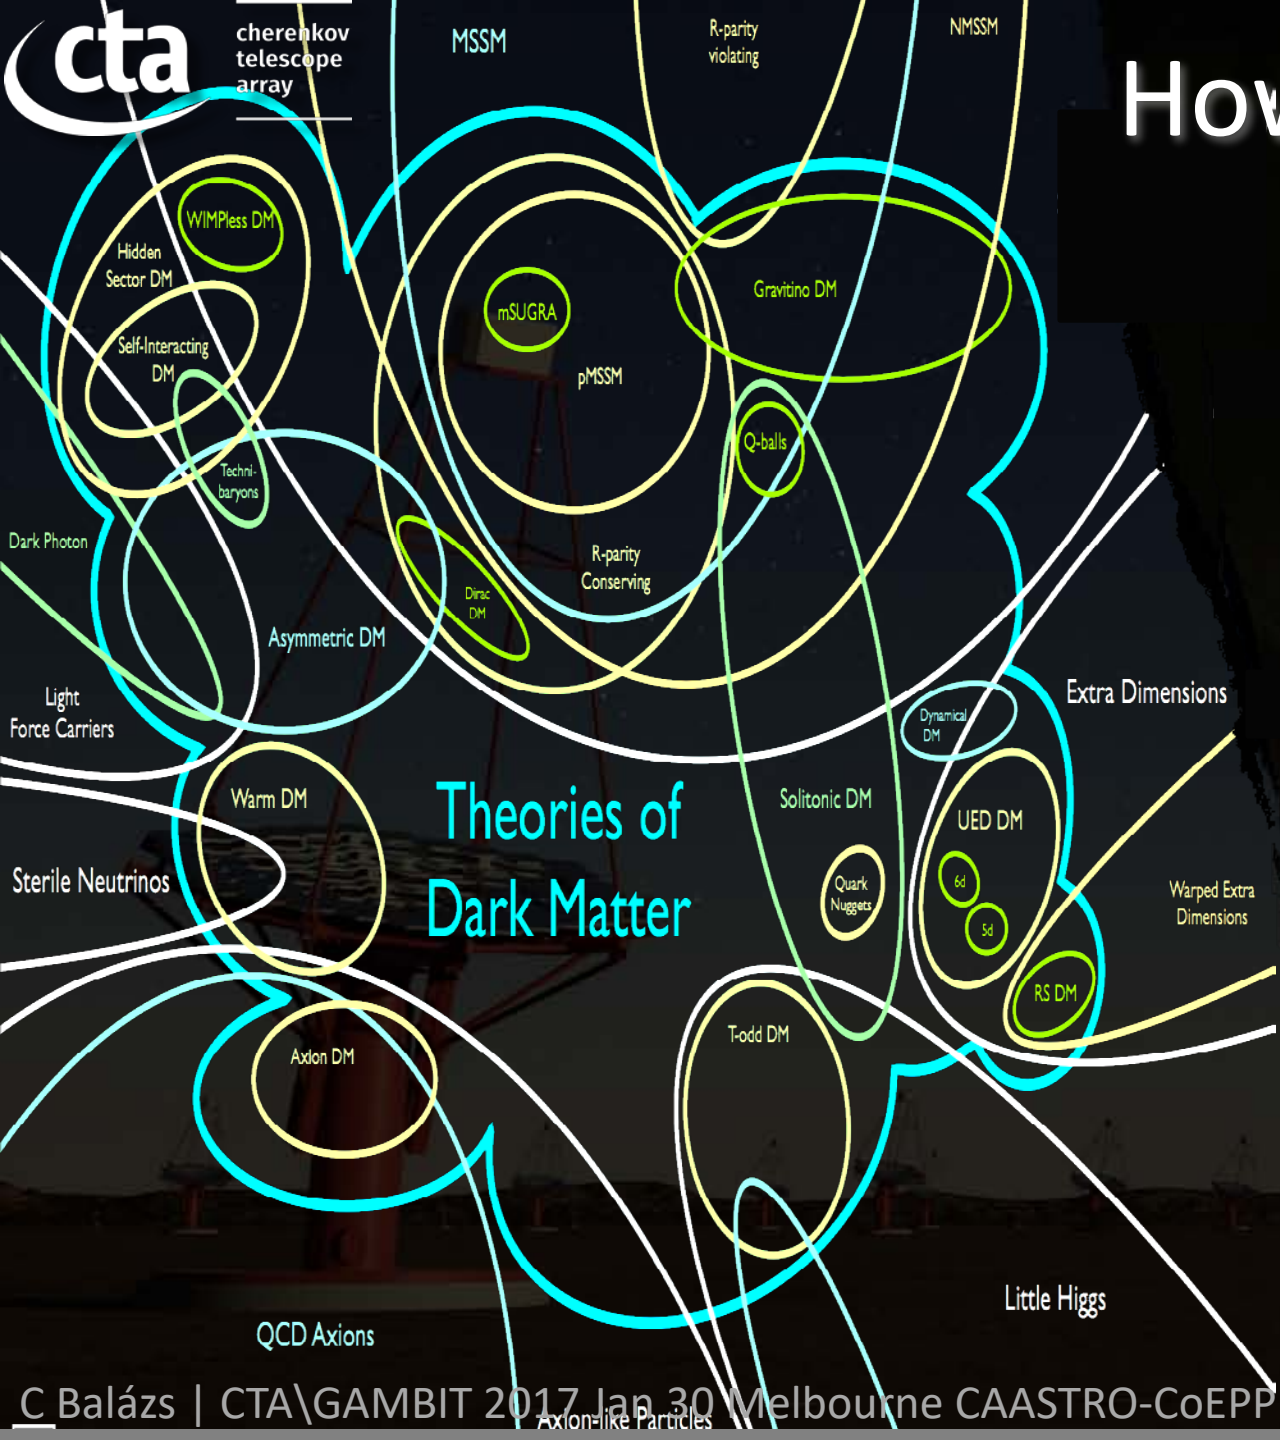 cta
cherenkov
telescope
array
MSSM
R-parity
violating
NMSSM
How
WIMPless DM
Hidden
Sector DM
Self-Interacting
DM
mSUGRA
Gravitino DM
pMSSM
Q-balls
Techni-
baryons
Dark Photon
R-parity
Conserving
Dirac
DM
Asymmetric DM
Light
Force Carriers
Extra Dimensions
Dynamical
DM
Warm DM
Theories of
Dark Matter
Solitonic DM
UED DM
Sterile Neutrinos
Quark
Nuggets
6d
5d
Warped Extra
Dimensions
RS DM
T-odd DM
Axion DM
Little Higgs
QCD Axions
C Balázs | CTA\GAMBIT 2017 Jan 30 Melbourne CAASTRO-CoEPP
Axion-like Particles